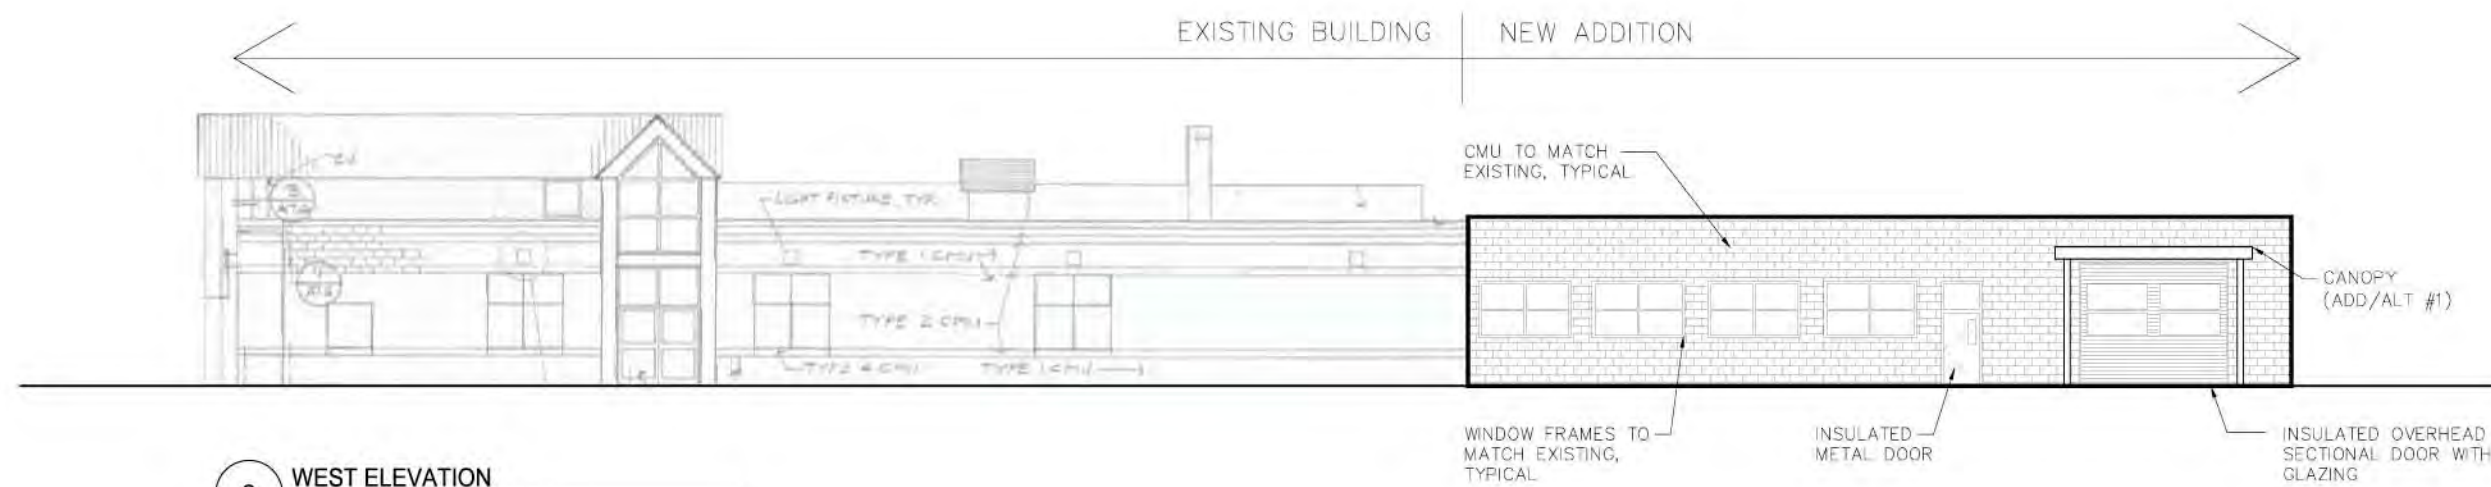 EXISTING BUILDING
NEW ADDITION
CMU TO MATCH
EXISTING, TYPICAL
LIGHT FIXTURE, TYP.
TYPE 1 CMU
TYPE 2 CMU
TYPE 1 CMU
CANOPY
(ADD/ALT #1)
WINDOW FRAMES TO
MATCH EXISTING,
TYPICAL
INSULATED
METAL DOOR
INSULATED OVERHEAD
SECTIONAL DOOR WITH
GLAZING
WEST ELEVATION